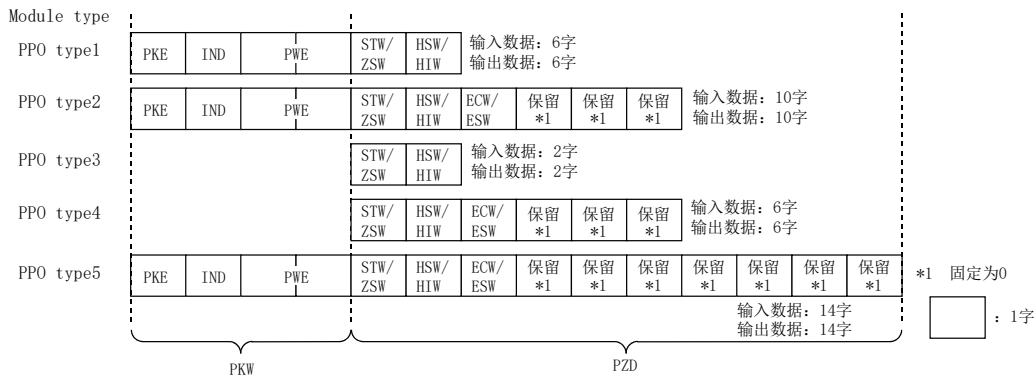 Module type
PPO type1
PKE IND PWE STW/ HSW/
ZSW HIW
输入数据：6字
输出数据：6字
PPO type2
PKE IND PWE STW/ HSW/ ECW/ 保留 保留 保留
ZSW HIW ESW *1 *1 *1
输入数据：10字
输出数据：10字
PPO type3
STW/ HSW/
ZSW HIW
输入数据：2字
输出数据：2字
PPO type4
STW/ HSW/ ECW/ 保留 保留 保留
ZSW HIW ESW *1 *1 *1
输入数据：6字
输出数据：6字
PPO type5
PKE IND PWE STW/ HSW/ ECW/ 保留 保留 保留 保留 保留 保留 保留
ZSW HIW ESW *1 *1 *1 *1 *1 *1 *1
*1 固定为0
输入数据：14字
输出数据：14字
：1字
PKW
PZD